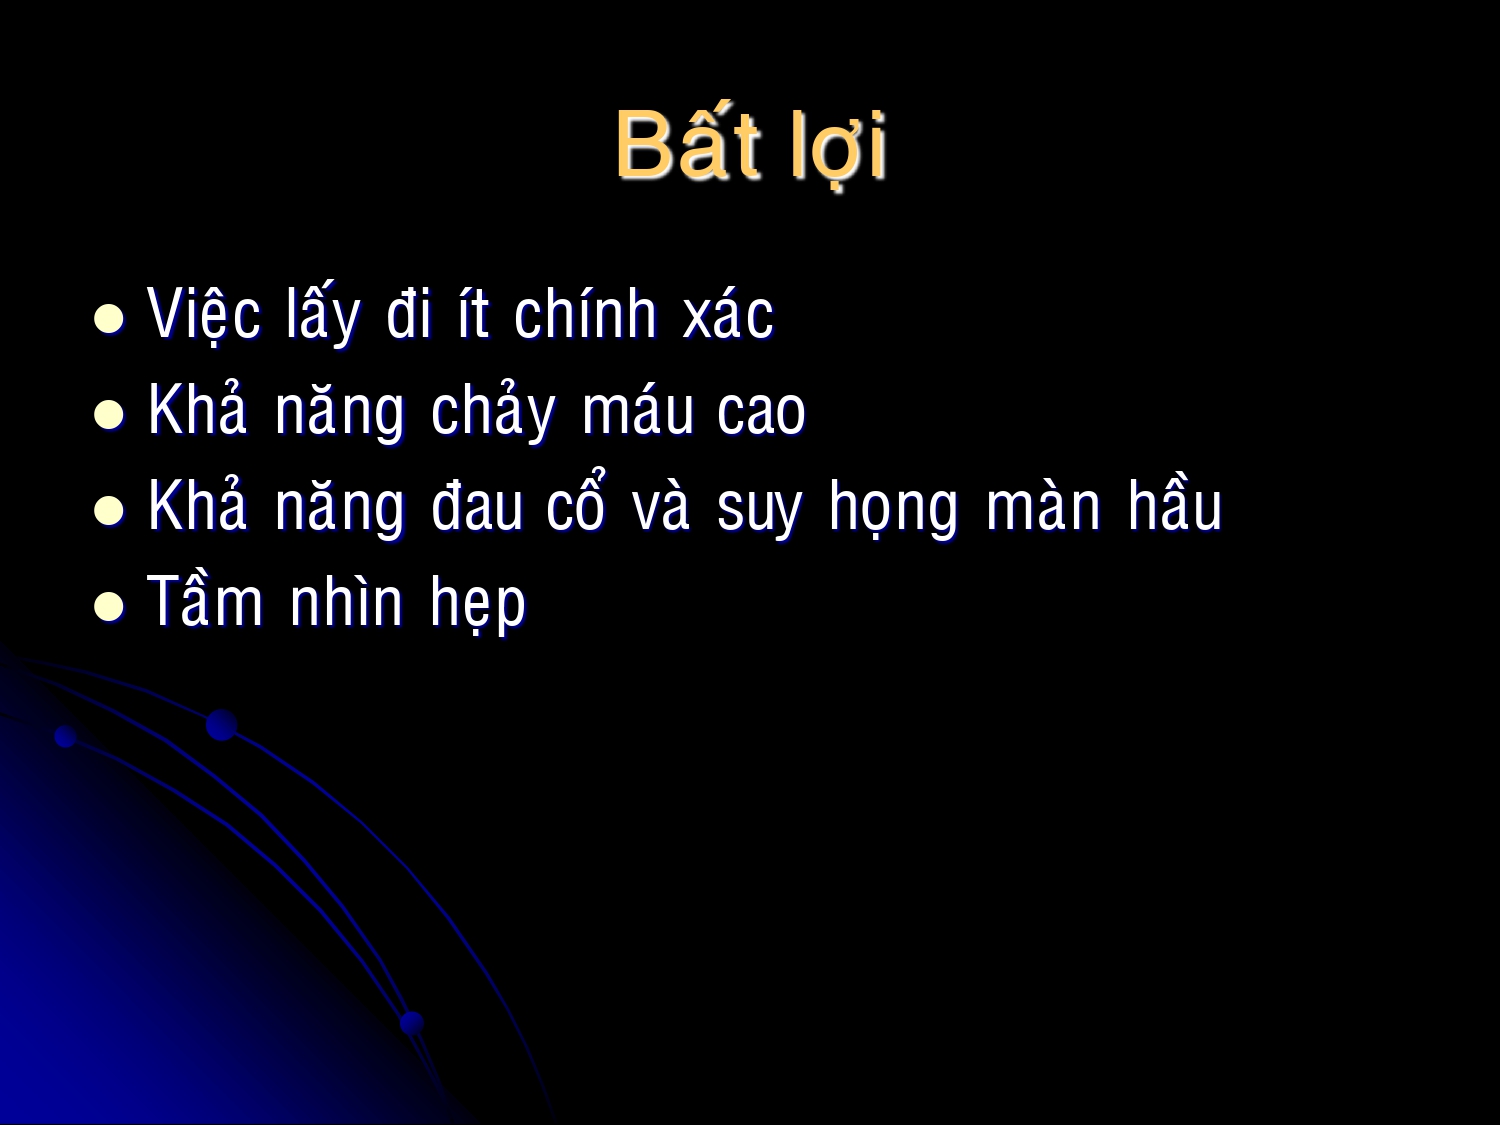 Bất lợi
Việc lấy đi ít chính xác
Khả năng chảy máu cao
Khả năng đau cổ và suy họng màn hầu
Tầm nhìn hẹp